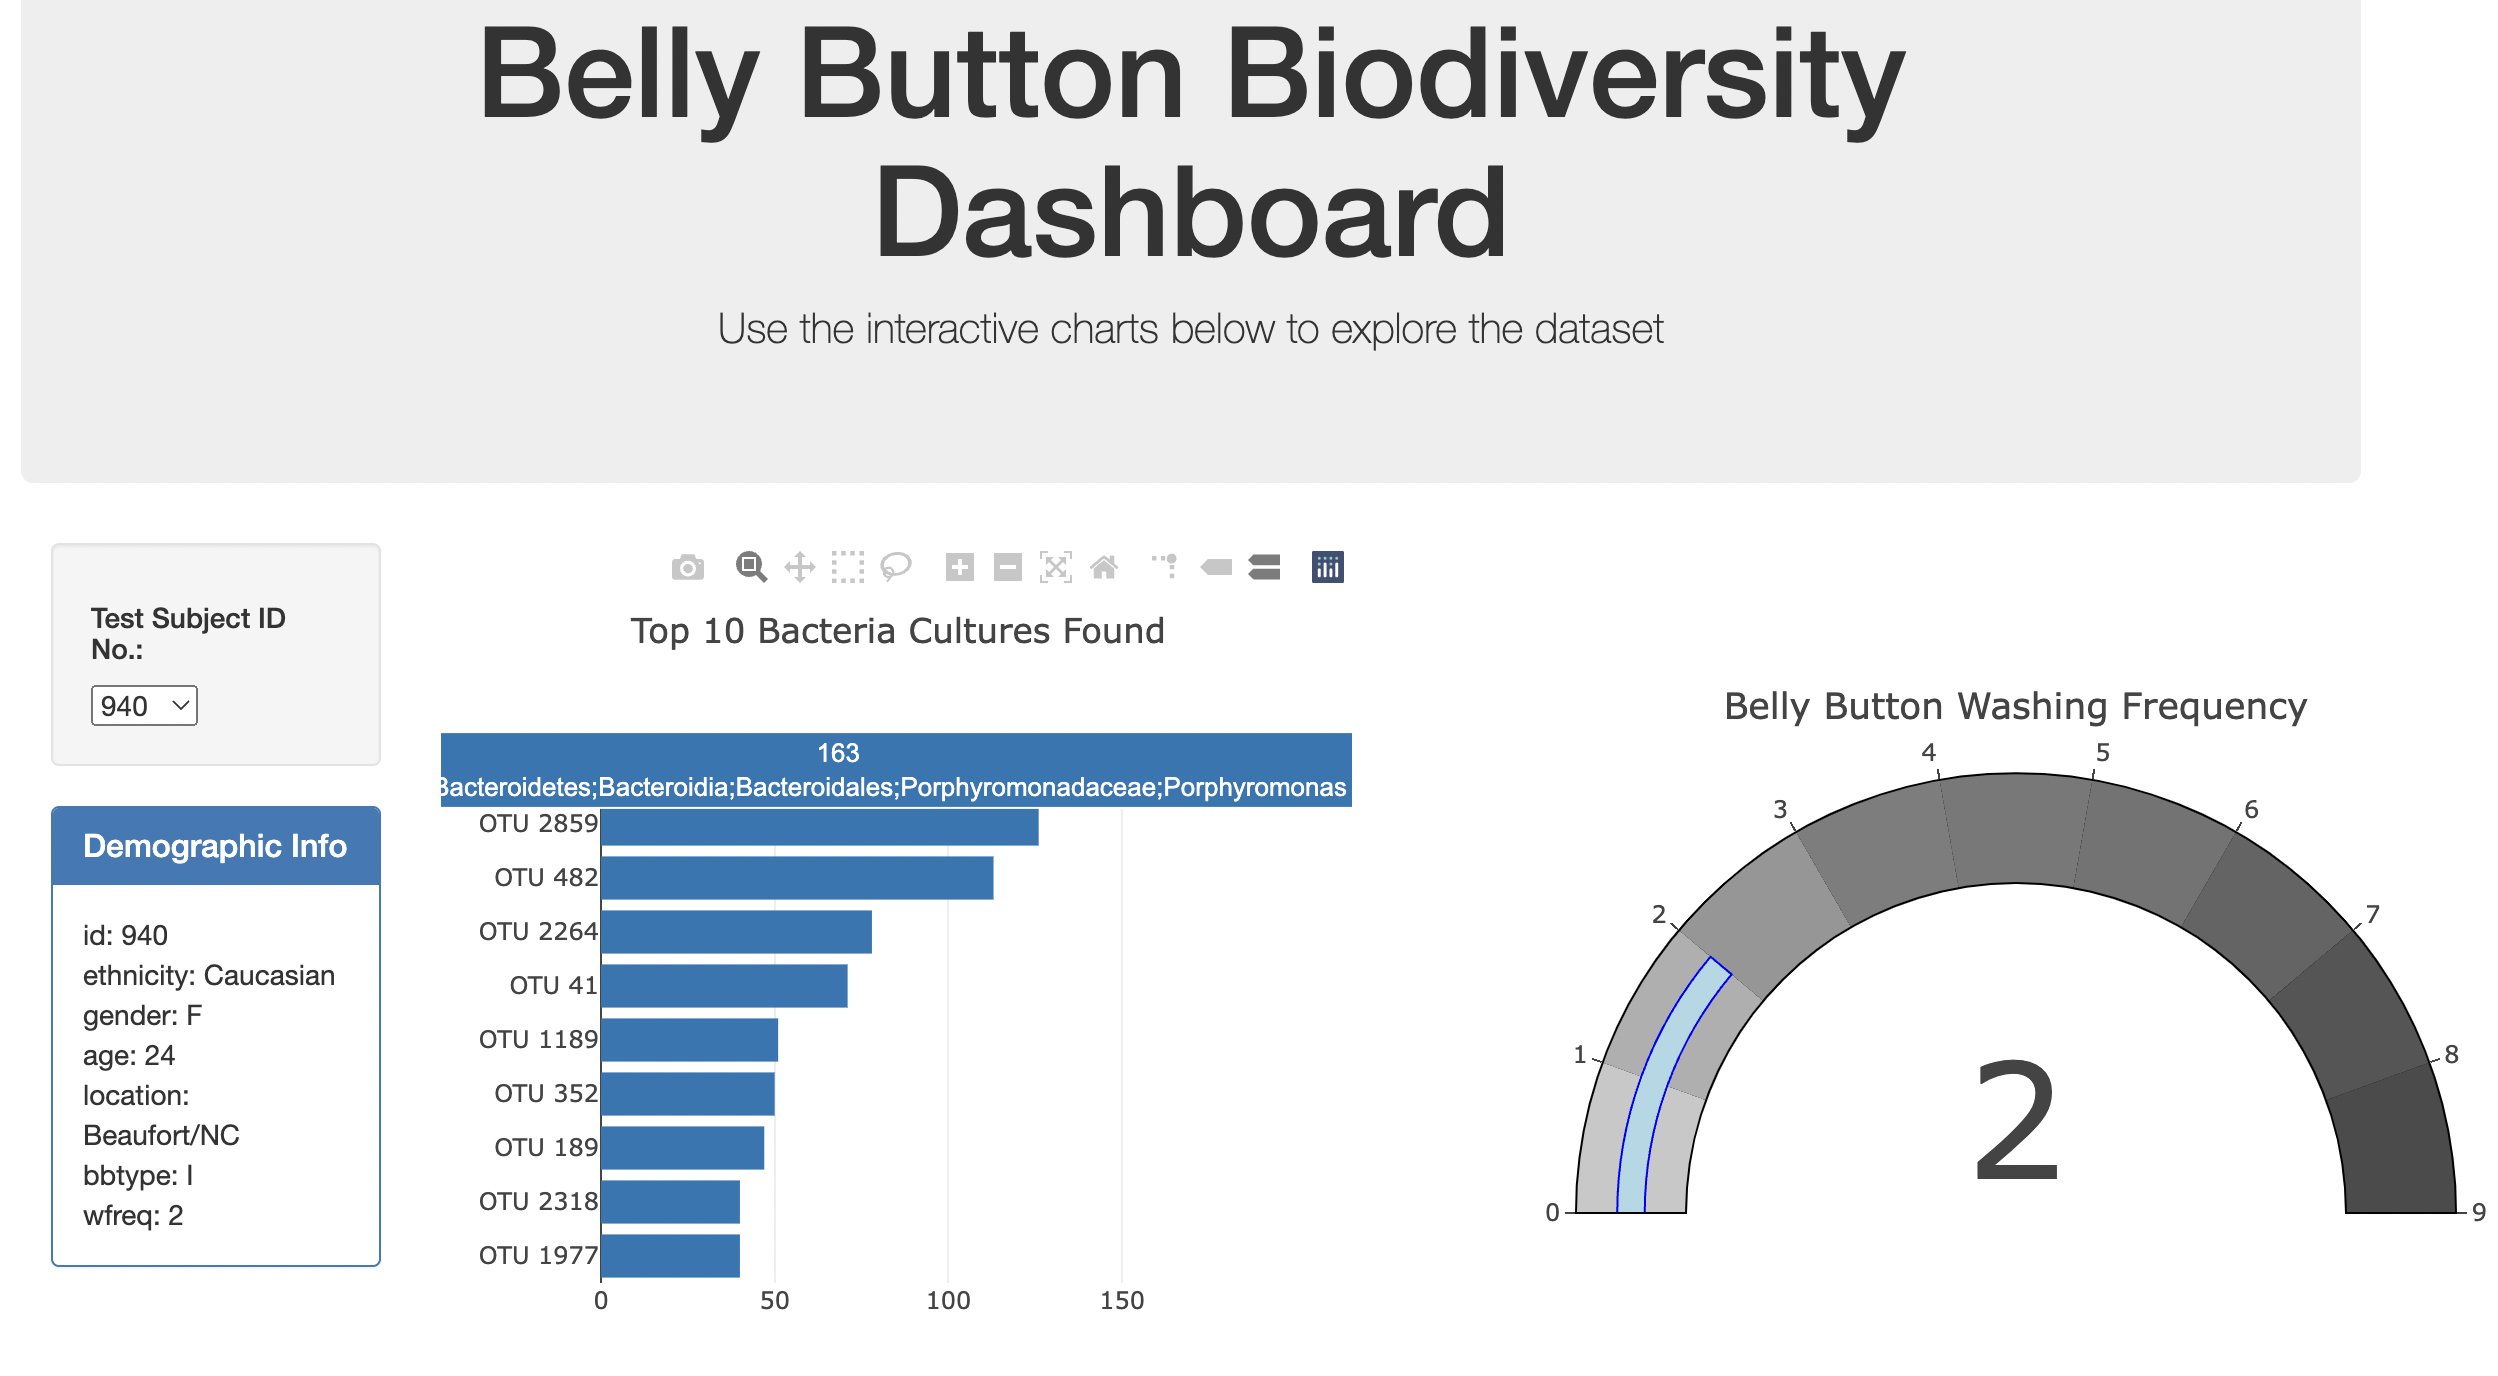 Belly Button Biodiversity
Dashboard
Use the interactive charts below to explore the dataset
Test Subject ID
No.:
940
Demographic Info
id: 940
ethnicity: Caucasian
gender: F
age: 24
location:
Beaufort/NC
bbtype: I
wfreq: 2
Top 10 Bacteria Cultures Found
163
Bacteroidetes;Bacteroidia;Bacteroidales;Porphyromonadaceae;Porphyromonas
OTU 2859
OTU 482
OTU 2264
OTU 41
OTU 1189
OTU 352
OTU 189
OTU 2318
OTU 1977
0 50 100 150
Belly Button Washing Frequency
0
1
2
3
4
5
6
7
8
9
2